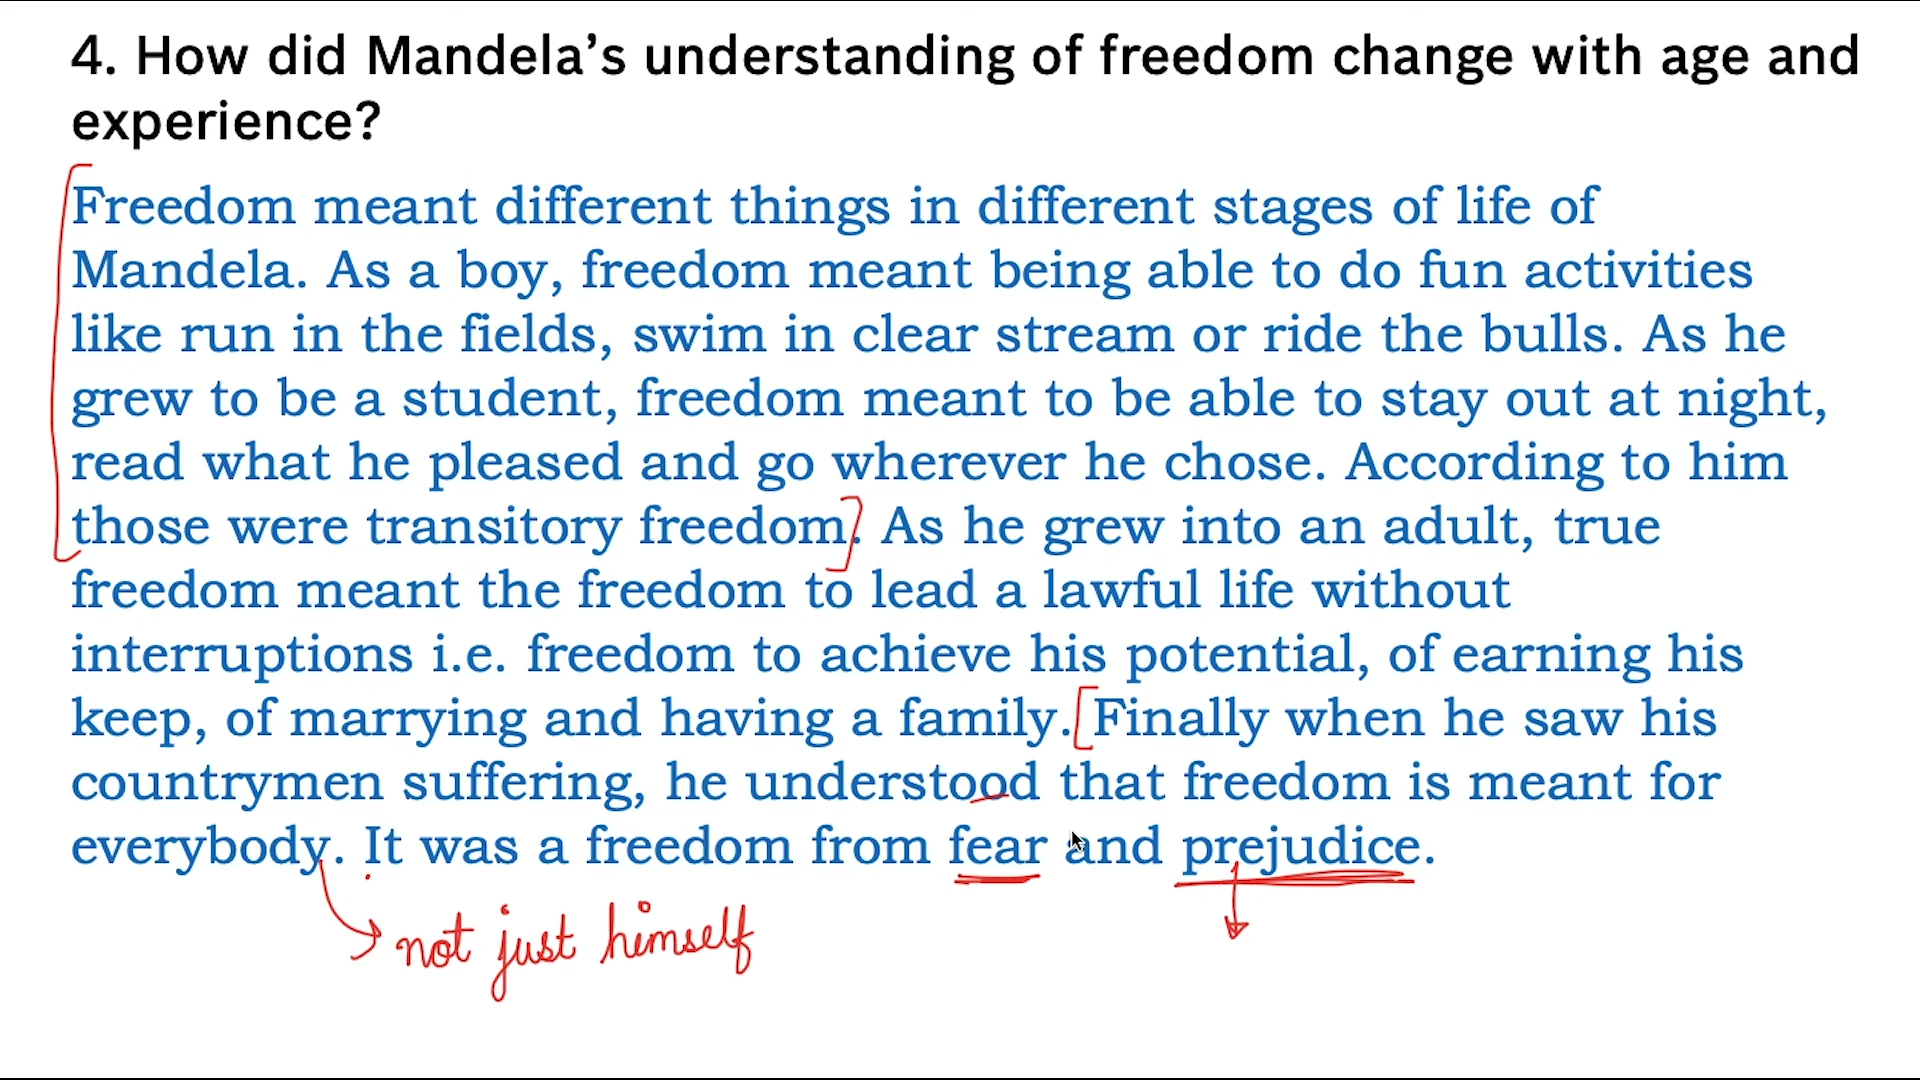 4. How did Mandela’s understanding of freedom change with age and
experience?
Freedom meant different things in different stages of life of
Mandela. As a boy, freedom meant being able to do fun activities
like run in the fields, swim in clear stream or ride the bulls. As he
grew to be a student, freedom meant to be able to stay out at night,
read what he pleased and go wherever he chose. According to him
those were transitory freedom. As he grew into an adult, true
freedom meant the freedom to lead a lawful life without
interruptions i.e. freedom to achieve his potential, of earning his
keep, of marrying and having a family. Finally when he saw his
countrymen suffering, he understood that freedom is meant for
everybody. It was a freedom from fear and prejudice.
not just himself